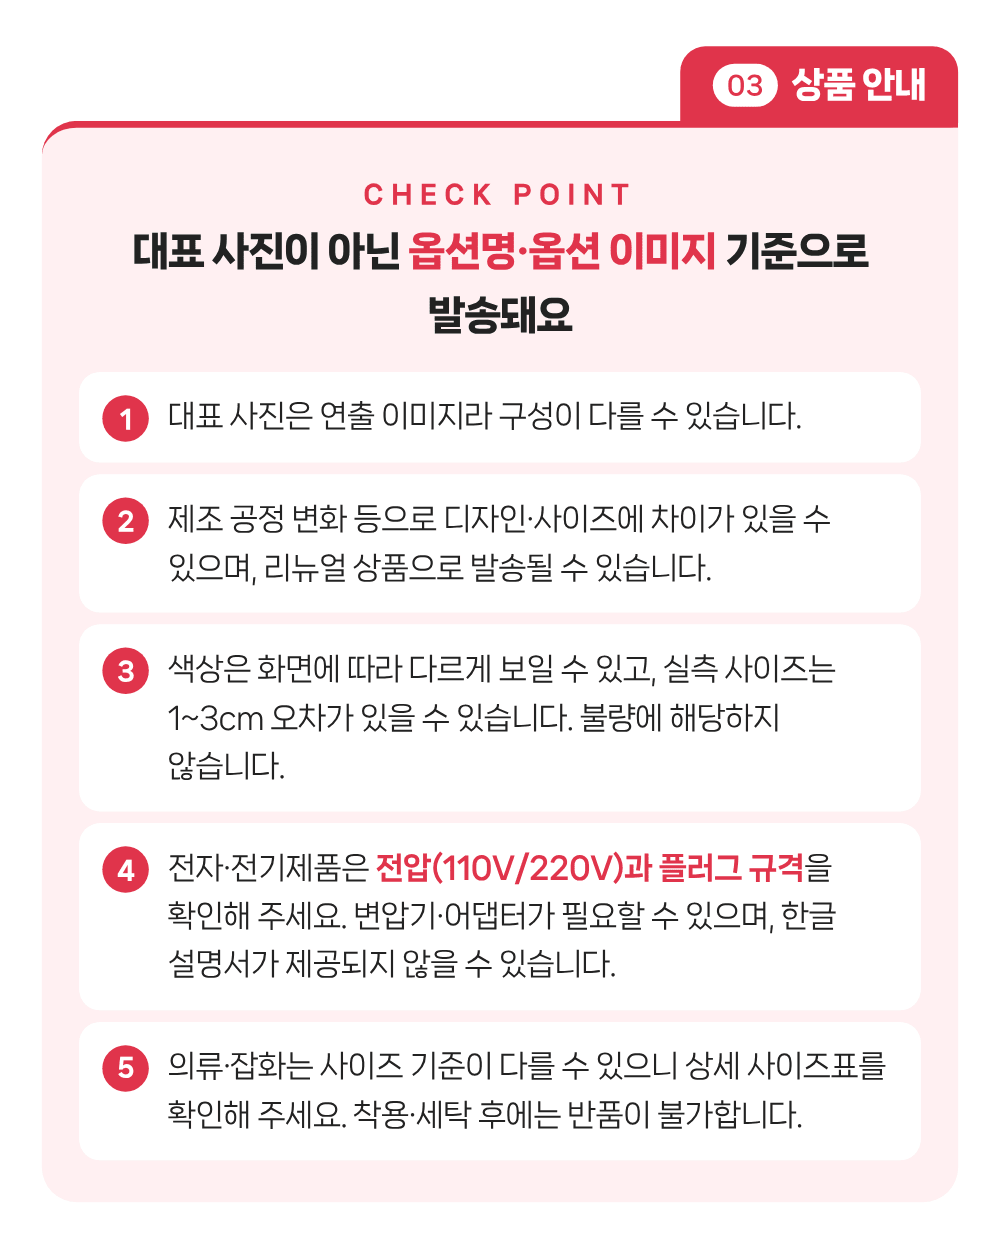 03 상품 안내
CHECK POINT
대표 사진이 아닌 옵션명·옵션 이미지 기준으로
발송돼요
1 대표 사진은 연출 이미지라 구성이 다를 수 있습니다.
2 제조 공정 변화 등으로 디자인·사이즈에 차이가 있을 수
있으며, 리뉴얼 상품으로 발송될 수 있습니다.
3 색상은 화면에 따라 다르게 보일 수 있고, 실측 사이즈는
1~3cm 오차가 있을 수 있습니다. 불량에 해당하지
않습니다.
4 전자·전기제품은 전압(110V/220V)과 플러그 규격을
확인해 주세요. 변압기·어댑터가 필요할 수 있으며, 한글
설명서가 제공되지 않을 수 있습니다.
5 의류·잡화는 사이즈 기준이 다를 수 있으니 상세 사이즈표를
확인해 주세요. 착용·세탁 후에는 반품이 불가합니다.